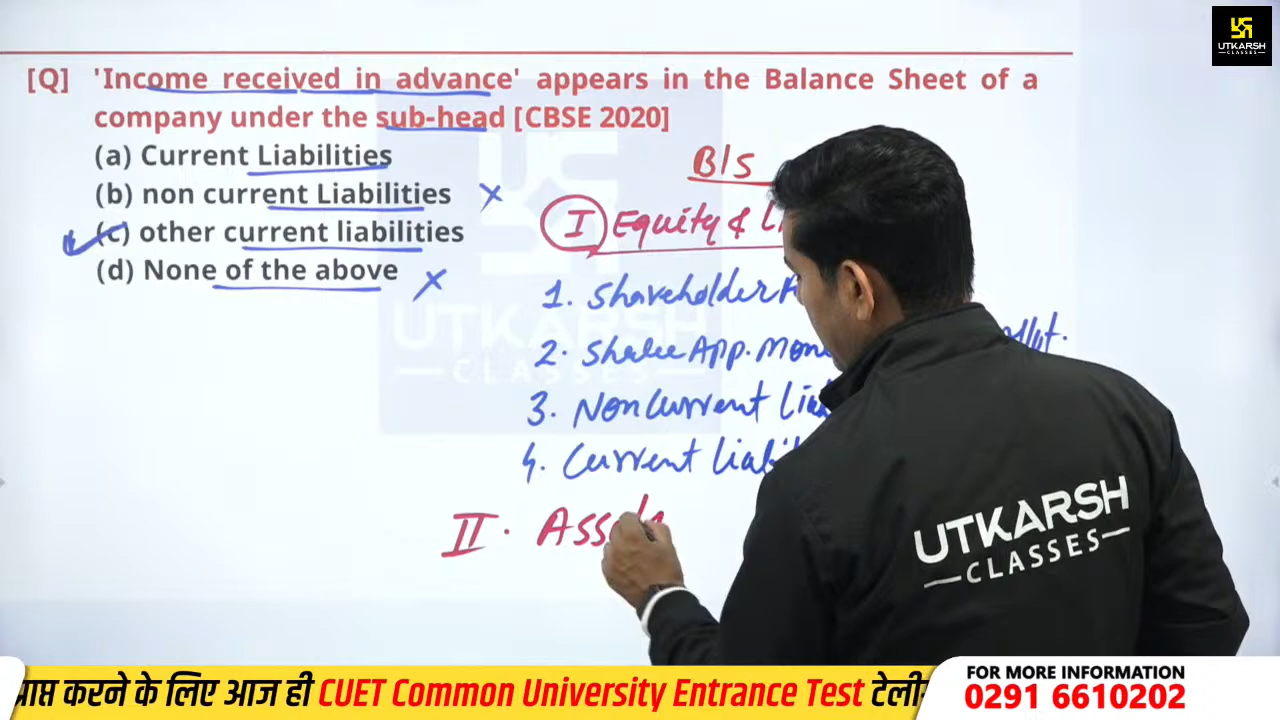 UTKARSH
CLASSES
[Q] 'Income received in advance' appears in the Balance Sheet of a
company under the sub-head [CBSE 2020]
(a) Current Liabilities
(b) non current Liabilities
(c) other current liabilities
(d) None of the above
B/S
I Equity &
1. Shareholder
2. Share App.
3. Non Current
4. Current
II. Assets
UTKARSH
CLASSES
UTKARSH
CLASSES
करने के लिए आज ही CUET Common University Entrance Test
FOR MORE INFORMATION
0291 6610202